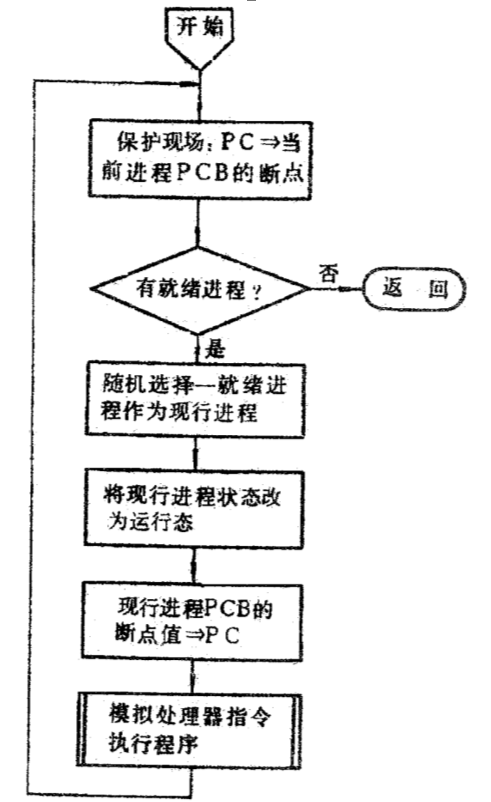 开始
保护现场：PC⇒当
前进程PCB的断点
有就绪进程？
否
返 回
是
随机选择一就绪进
程作为现行进程
将现行进程状态改
为运行态
现行进程PCB的
断点值⇒PC
模拟处理器指令
执行程序